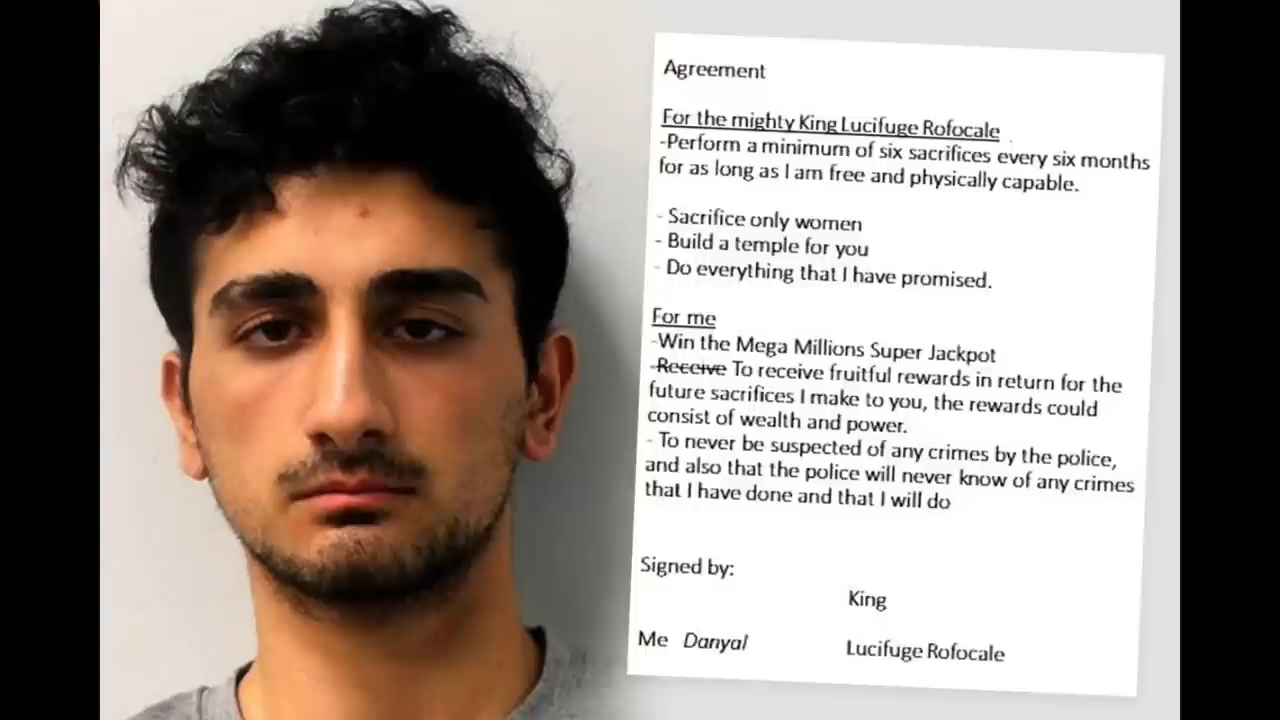 Agreement
For the mighty King Lucifuge Rofocale
-Perform a minimum of six sacrifices every six months
for as long as I am free and physically capable.
- Sacrifice only women
- Build a temple for you
- Do everything that I have promised.
For me
-Win the Mega Millions Super Jackpot
-Receive To receive fruitful rewards in return for the
future sacrifices I make to you, the rewards could
consist of wealth and power.
- To never be suspected of any crimes by the police,
and also that the police will never know of any crimes
that I have done and that I will do
Signed by:
King
Me Danyal Lucifuge Rofocale